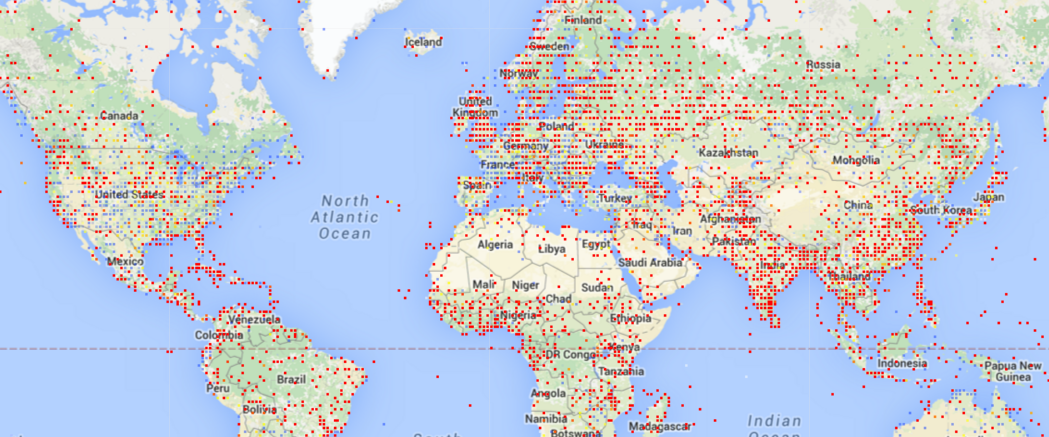 Finland
Iceland
Sweden
Russia
Norway
United
Kingdom
Canada
Poland
Germany
Ukraine
Kazakhstan
France
Mongolia
Italy
Spain
United States
Turkey
North
Atlantic
Ocean
China
Japan
South Korea
Afghanistan
Iraq
Iran
Pakistan
Algeria
Libya
Egypt
Mexico
Saudi Arabia
India
Thailand
Mali
Niger
Sudan
Chad
Nigeria
Ethiopia
Venezuela
Colombia
Kenya
DR Congo
Indonesia
Papua New
Guinea
Tanzania
Brazil
Peru
Angola
Bolivia
Namibia
Madagascar
Botswana
Indian